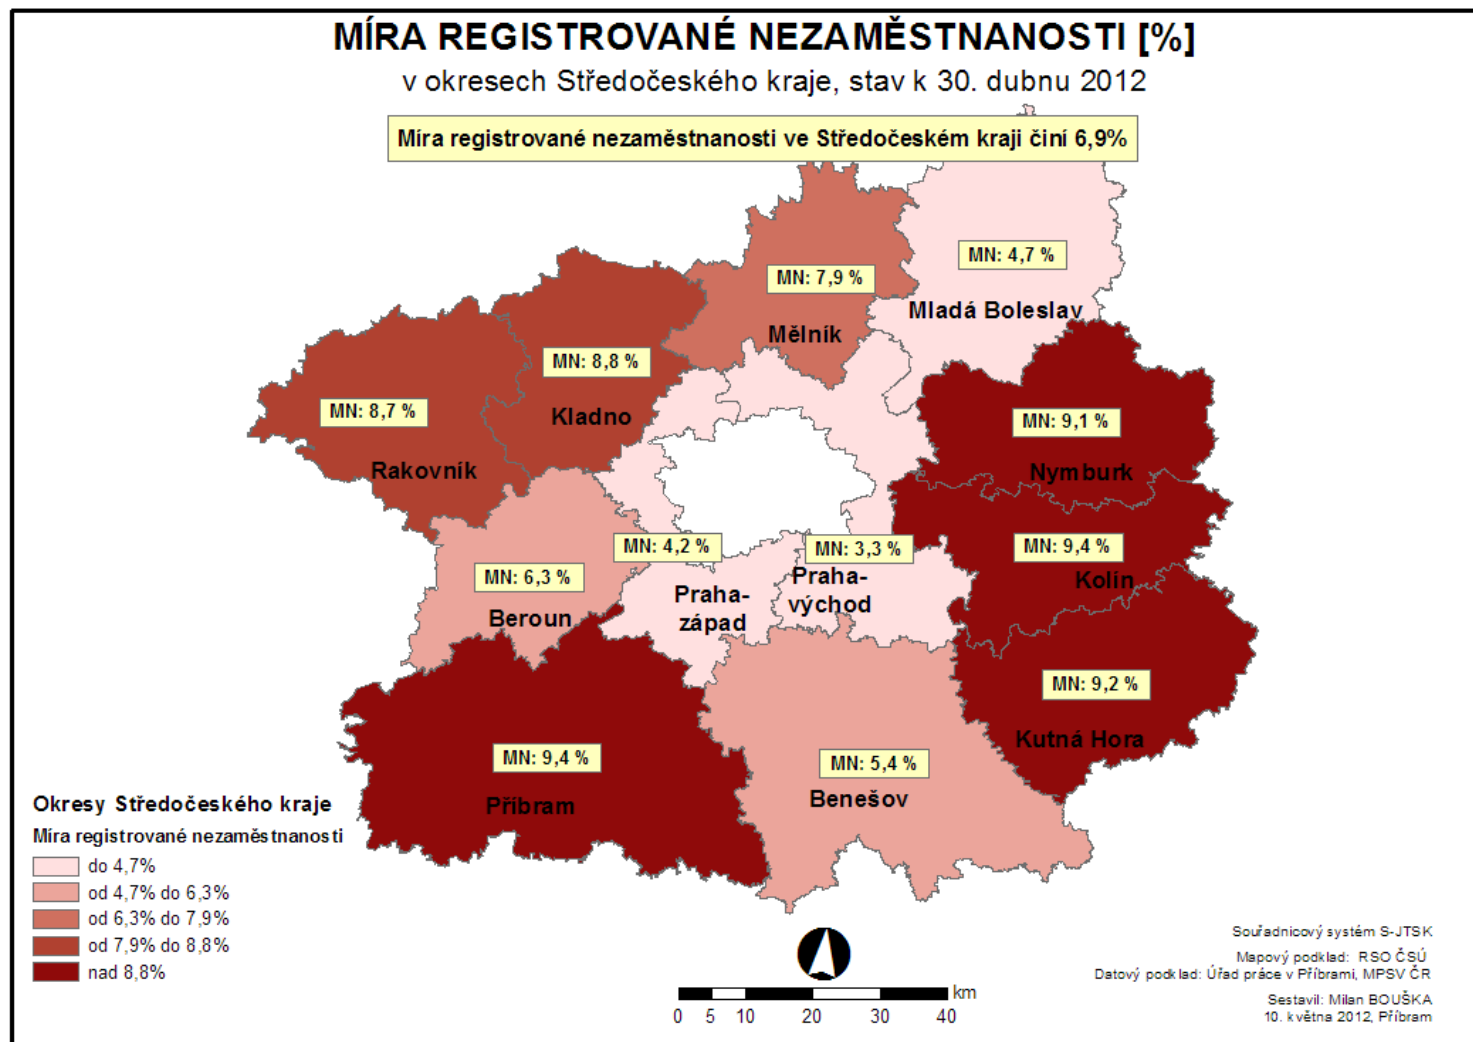 MÍRA REGISTROVANÉ NEZAMĚSTNANOSTI [%]
v okresech Středočeského kraje, stav k 30. dubnu 2012
Míra registrované nezaměstnanosti ve Středočeském kraji činí 6,9%
MN: 4,7 %
Mladá Boleslav
MN: 7,9 %
Mělník
MN: 8,8 %
Kladno
MN: 8,7 %
Rakovník
MN: 9,1 %
Nymburk
MN: 9,4 %
Kolín
MN: 4,2 %
Praha-
západ
MN: 3,3 %
Praha-
východ
MN: 6,3 %
Beroun
MN: 9,2 %
Kutná Hora
MN: 9,4 %
Příbram
MN: 5,4 %
Benešov
Okresy Středočeského kraje
Míra registrované nezaměstnanosti
do 4,7%
od 4,7% do 6,3%
od 6,3% do 7,9%
od 7,9% do 8,8%
nad 8,8%
km
0 5 10 20 30 40
Souřadnicový systém S-JTSK
Mapový podklad: RSO ČSÚ
Datový podklad: Úřad práce v Příbrami, MPSV ČR
Sestavil: Milan BOUŠKA
10. května 2012, Příbram